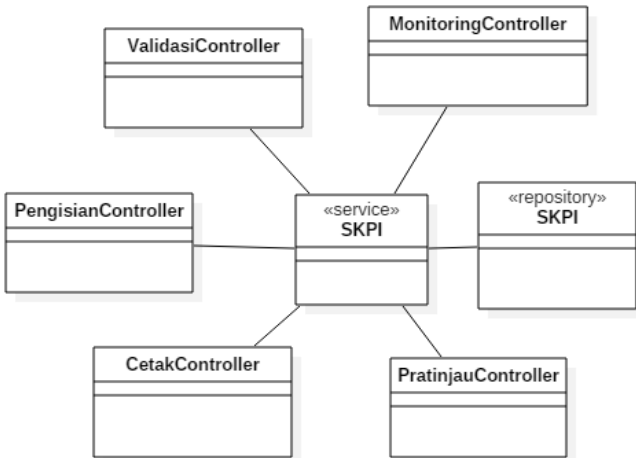 MonitoringController
ValidasiController
«service»
SKPI
«repository»
SKPI
PengisianController
CetakController
PratinjauController